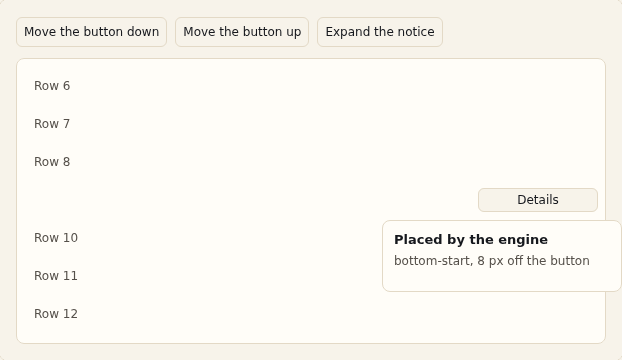 Move the button down
Move the button up
Expand the notice
Row 6
Row 7
Row 8
Details
Placed by the engine
bottom-start, 8 px off the button
Row 10
Row 11
Row 12